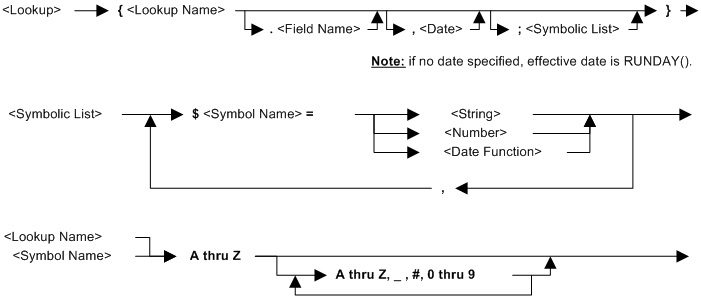 <Lookup> { <Lookup Name> . <Field Name> , <Date> ; <Symbolic List> }
Note: if no date specified, effective date is RUNDAY().
<Symbolic List> $ <Symbol Name> = <String>
<Number>
<Date Function>
,
<Lookup Name>
<Symbol Name> A thru Z
A thru Z, _ , #, 0 thru 9